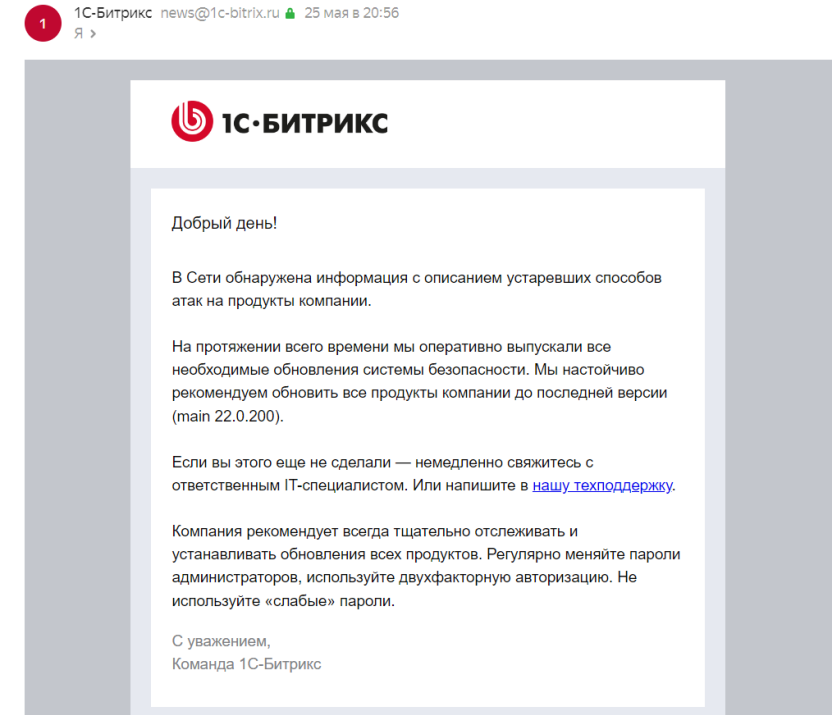 1
1С-Битрикс news@1c-bitrix.ru 25 мая в 20:56
Я >
1С·БИТРИКС
Добрый день!
В Сети обнаружена информация с описанием устаревших способов
атак на продукты компании.
На протяжении всего времени мы оперативно выпускали все
необходимые обновления системы безопасности. Мы настойчиво
рекомендуем обновить все продукты компании до последней версии
(main 22.0.200).
Если вы этого еще не сделали — немедленно свяжитесь с
ответственным IT-специалистом. Или напишите в нашу техподдержку.
Компания рекомендует всегда тщательно отслеживать и
устанавливать обновления всех продуктов. Регулярно меняйте пароли
администраторов, используйте двухфакторную авторизацию. Не
используйте «слабые» пароли.
С уважением,
Команда 1С-Битрикс